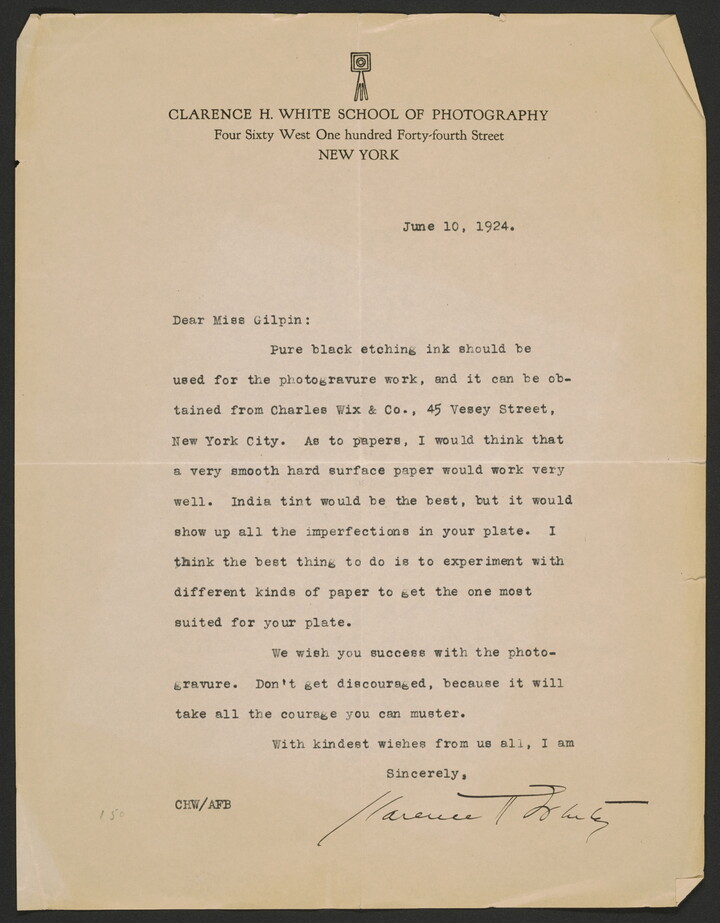 CLARENCE H. WHITE SCHOOL OF PHOTOGRAPHY
Four Sixty West One hundred Forty-fourth Street
NEW YORK
June 10, 1924.
Dear Miss Gilpin:
Pure black etching ink should be
used for the photogravure work, and it can be ob-
tained from Charles Wix & Co., 45 Vesey Street,
New York City. As to papers, I would think that
a very smooth hard surface paper would work very
well. India tint would be the best, but it would
show up all the imperfections in your plate. I
think the best thing to do is to experiment with
different kinds of paper to get the one most
suited for your plate.
We wish you success with the photo-
gravure. Don't get discouraged, because it will
take all the courage you can muster.
With kindest wishes from us all, I am
Sincerely,
CHW/AFB
Clarence H White